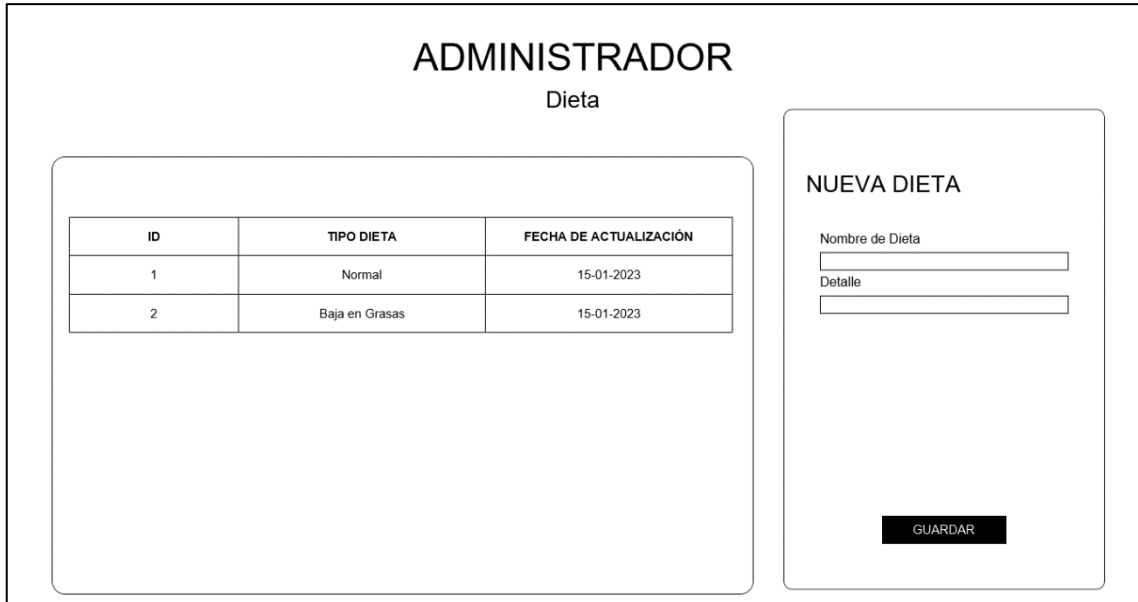 ADMINISTRADOR
Dieta
ID TIPO DIETA FECHA DE ACTUALIZACIÓN
1 Normal 15-01-2023
2 Baja en Grasas 15-01-2023
NUEVA DIETA
Nombre de Dieta
Detalle
GUARDAR